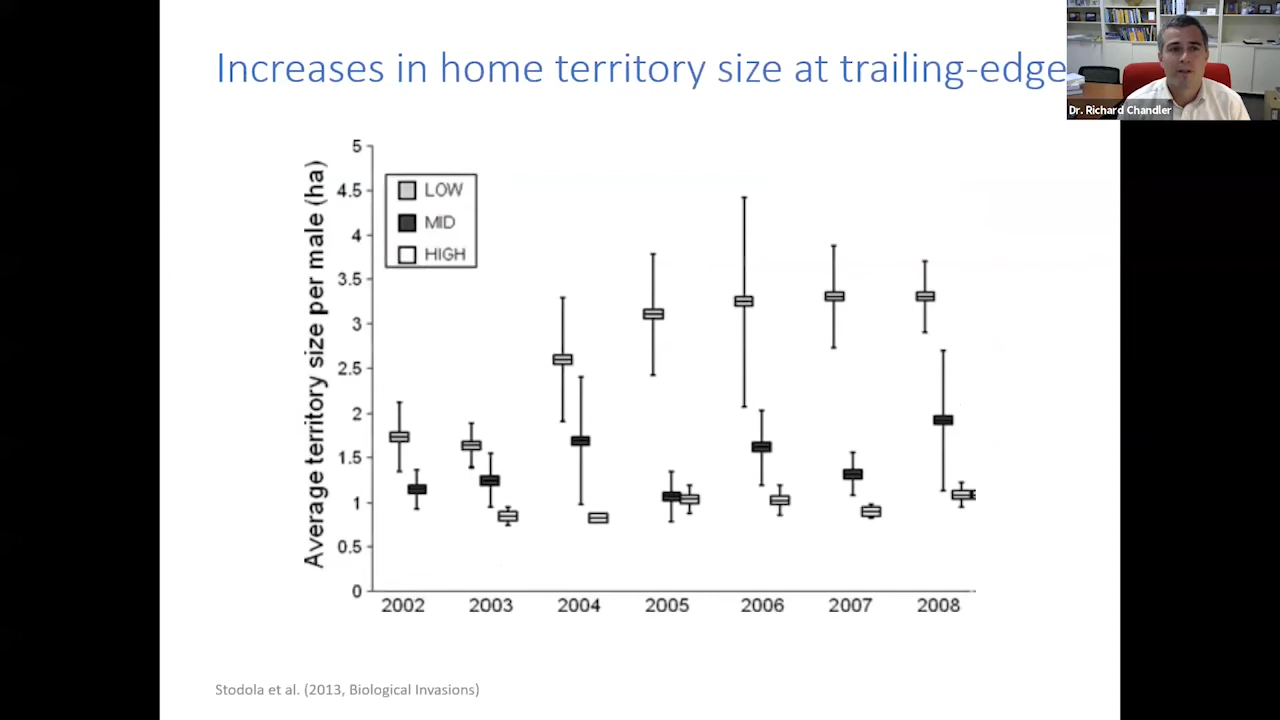 Increases in home territory size at trailing-edge
Dr. Richard Chandler
Average territory size per male (ha)
5
4.5
4
3.5
3
2.5
2
1.5
1
0.5
0
LOW
MID
HIGH
2002 2003 2004 2005 2006 2007 2008
Stodola et al. (2013, Biological Invasions)